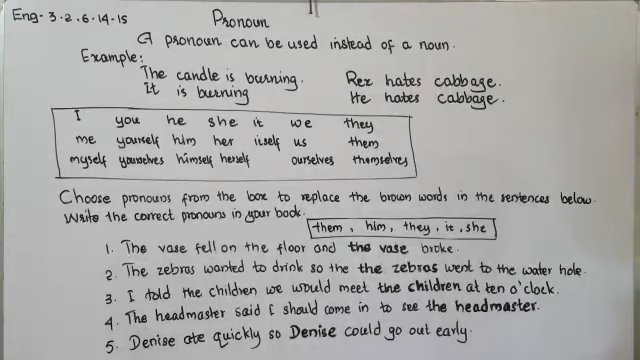 Eng-3.2.6.14-15
Pronoun
A pronoun can be used instead of a noun.
Example:
The candle is burning. Rex hates cabbage.
It is burning He hates cabbage.
I you he she it we they
me yourself him her itself us them
myself yourselves himself herself ourselves themselves
Choose pronouns from the box to replace the brown words in the sentences below.
Write the correct pronouns in your book.
them, him, they, it, she
1. The vase fell on the floor and the vase broke.
2. The zebras wanted to drink so the the zebras went to the water hole.
3. I told the children we would meet the children at ten o'clock.
4. The headmaster said I should come in to see the headmaster.
5. Denise ate quickly so Denise could go out early.